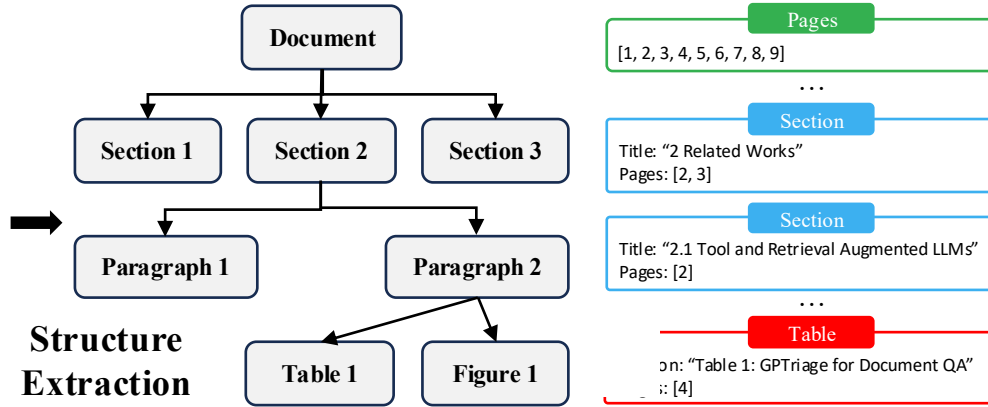 Document
Section 1
Section 2
Section 3
Paragraph 1
Paragraph 2
Table 1
Figure 1
Structure
Extraction
Pages
[1, 2, 3, 4, 5, 6, 7, 8, 9]
...
Section
Title: “2 Related Works”
Pages: [2, 3]
Section
Title: “2.1 Tool and Retrieval Augmented LLMs”
Pages: [2]
...
Table
on: “Table 1: GPTriage for Document QA”
s: [4]